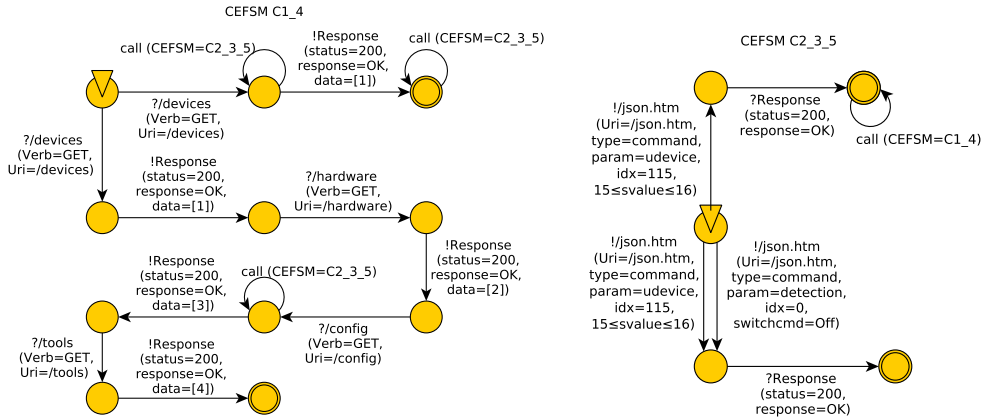 CEFSM C1_4
call (CEFSM=C2_3_5)
!Response
(status=200,
response=OK,
data=[1])
call (CEFSM=C2_3_5)
?/devices
(Verb=GET,
Uri=/devices)
?/devices
(Verb=GET,
Uri=/devices)
!Response
(status=200,
response=OK,
data=[1])
?/hardware
(Verb=GET,
Uri=/hardware)
!Response
(status=200,
response=OK,
data=[2])
?/config
(Verb=GET,
Uri=/config)
call (CEFSM=C2_3_5)
!Response
(status=200,
response=OK,
data=[3])
?/tools
(Verb=GET,
Uri=/tools)
!Response
(status=200,
response=OK,
data=[4])
CEFSM C2_3_5
!/json.htm
(Uri=/json.htm,
type=command,
param=udevice,
idx=115,
15≤svalue≤16)
?Response
(status=200,
response=OK)
call (CEFSM=C1_4)
!/json.htm
(Uri=/json.htm,
type=command,
param=udevice,
idx=115,
15≤svalue≤16)
!/json.htm
(Uri=/json.htm,
type=command,
param=detection,
idx=0,
switchcmd=Off)
?Response
(status=200,
response=OK)